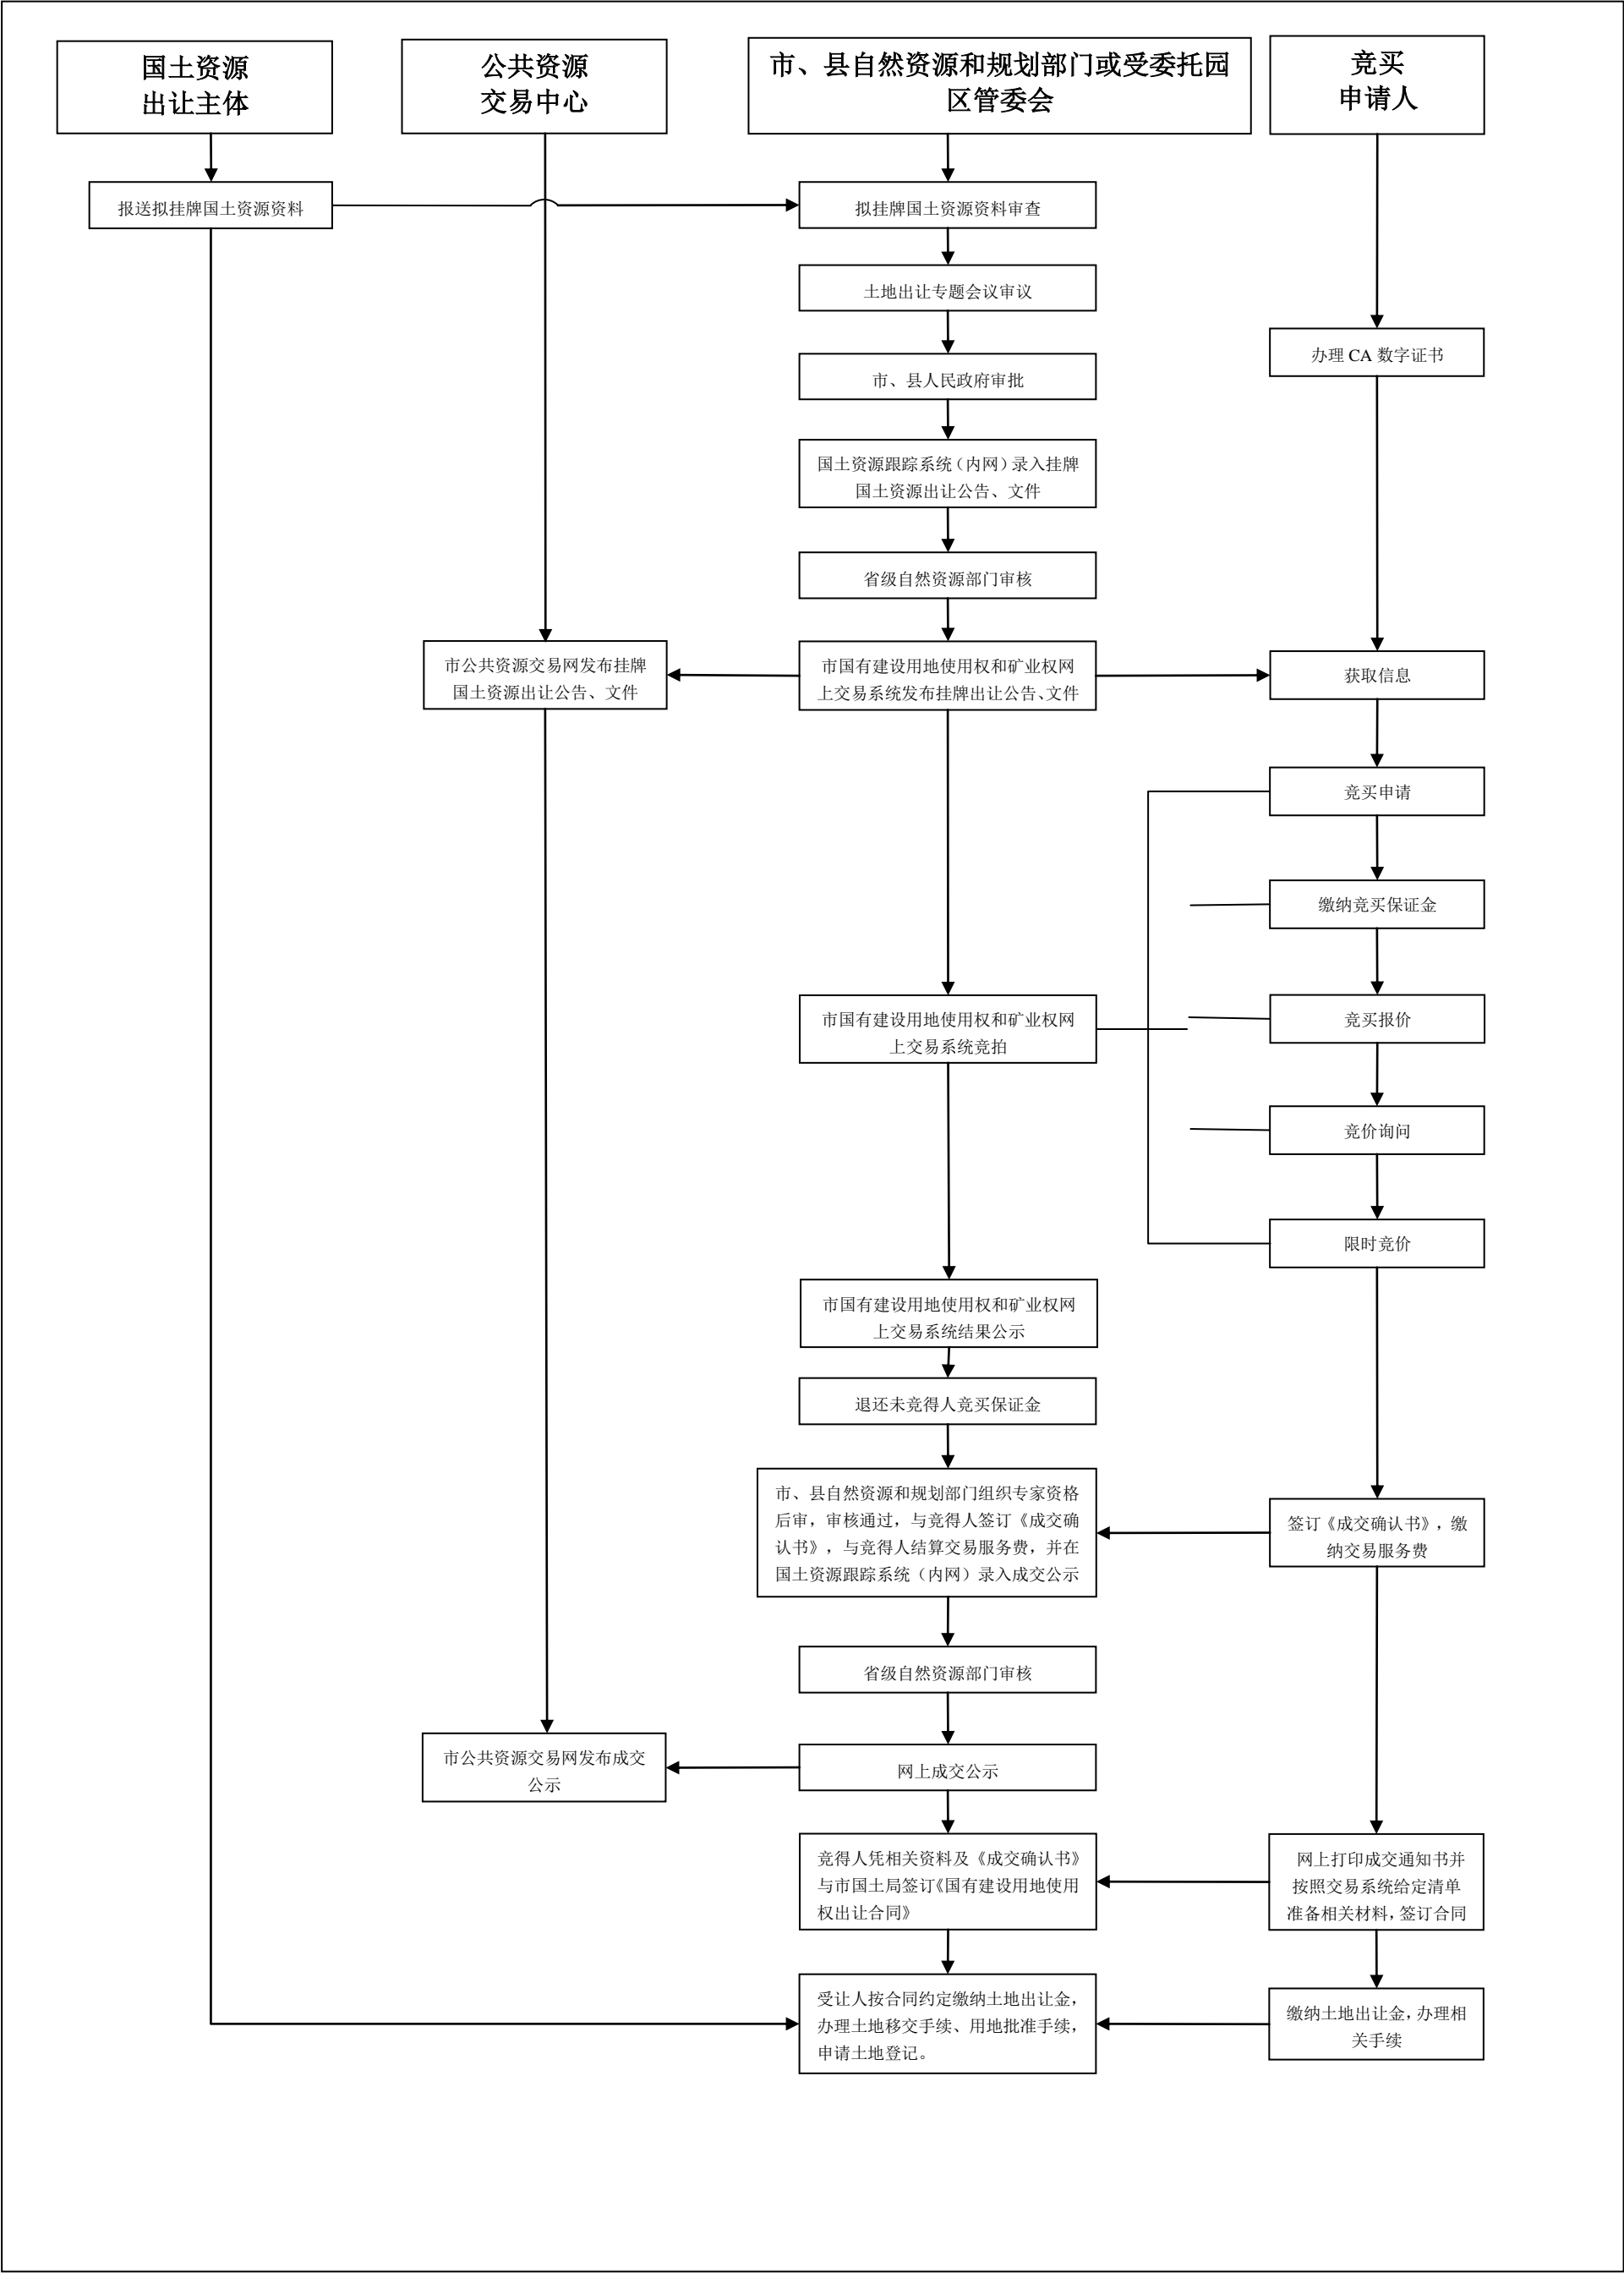 国土资源
出让主体
公共资源
交易中心
市、县自然资源和规划部门或受委托园
区管委会
竞买
申请人
报送拟挂牌国土资源资料
拟挂牌国土资源资料审查
土地出让专题会议审议
办理 CA 数字证书
市、县人民政府审批
国土资源跟踪系统（内网）录入挂牌
国土资源出让公告、文件
省级自然资源部门审核
市公共资源交易网发布挂牌
国土资源出让公告、文件
市国有建设用地使用权和矿业权网
上交易系统发布挂牌出让公告、文件
获取信息
竞买申请
缴纳竞买保证金
市国有建设用地使用权和矿业权网
上交易系统竞拍
竞买报价
竞价询问
限时竞价
市国有建设用地使用权和矿业权网
上交易系统结果公示
退还未竞得人竞买保证金
市、县自然资源和规划部门组织专家资格
后审，审核通过，与竞得人签订《成交确
认书》，与竞得人结算交易服务费，并在
国土资源跟踪系统（内网）录入成交公示
签订《成交确认书》，缴
纳交易服务费
省级自然资源部门审核
市公共资源交易网发布成交
公示
网上成交公示
竞得人凭相关资料及《成交确认书》
与市国土局签订《国有建设用地使用
权出让合同》
网上打印成交通知书并
按照交易系统给定清单
准备相关材料，签订合同
受让人按合同约定缴纳土地出让金，
办理土地移交手续、用地批准手续，
申请土地登记。
缴纳土地出让金，办理相
关手续